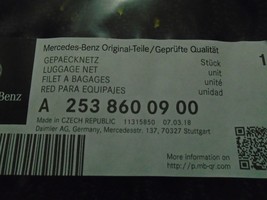 Mercedes-Benz Original-Teile/Geprüfte Qualität
GEPAECKNETZ Stück 1
LUGGAGE NET unit
FILET A BAGAGES unité
RED PARA EQUIPAJES unidad
Benz
A 253 860 09 00
Made in CZECH REPUBLIC 11315850 07.03.18
Daimler AG, Germany, Mercedesstr. 137, 70327 Stuttgart
More information on
http://p.mb-qr.com